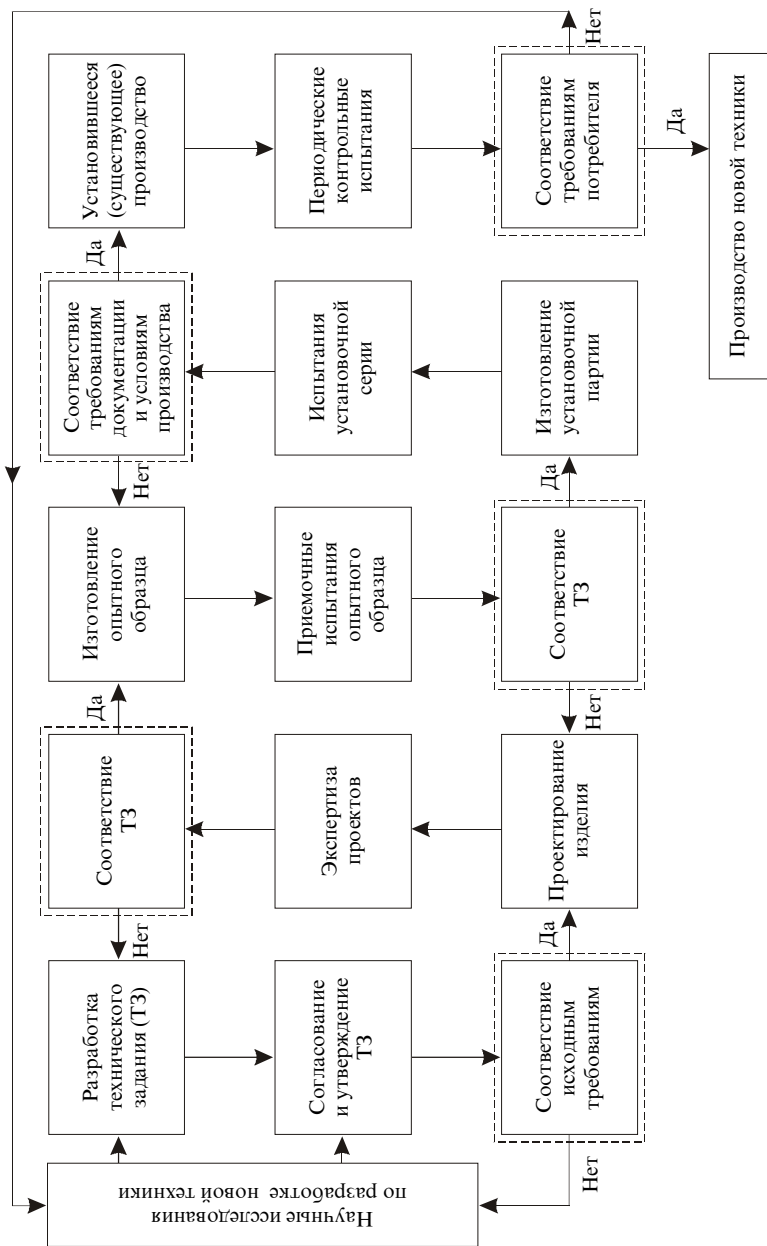 Научные исследования
по разработке новой техники
Разработка
технического
задания (ТЗ)
Согласование
и утверждение
ТЗ
Соответствие
исходным
требованиям
Нет
Да
Проектирование
изделия
Экспертиза
проектов
Соответствие
ТЗ
Нет
Да
Изготовление
опытного
образца
Приемочные
испытания
опытного
образца
Соответствие
ТЗ
Нет
Да
Изготовление
установочной
партии
Испытания
установочной
серии
Соответствие
требованиям
документации
и условиям
производства
Нет
Да
Установившееся
(существующее)
производство
Периодические
контрольные
испытания
Соответствие
требованиям
потребителя
Нет
Да
Производство новой техники